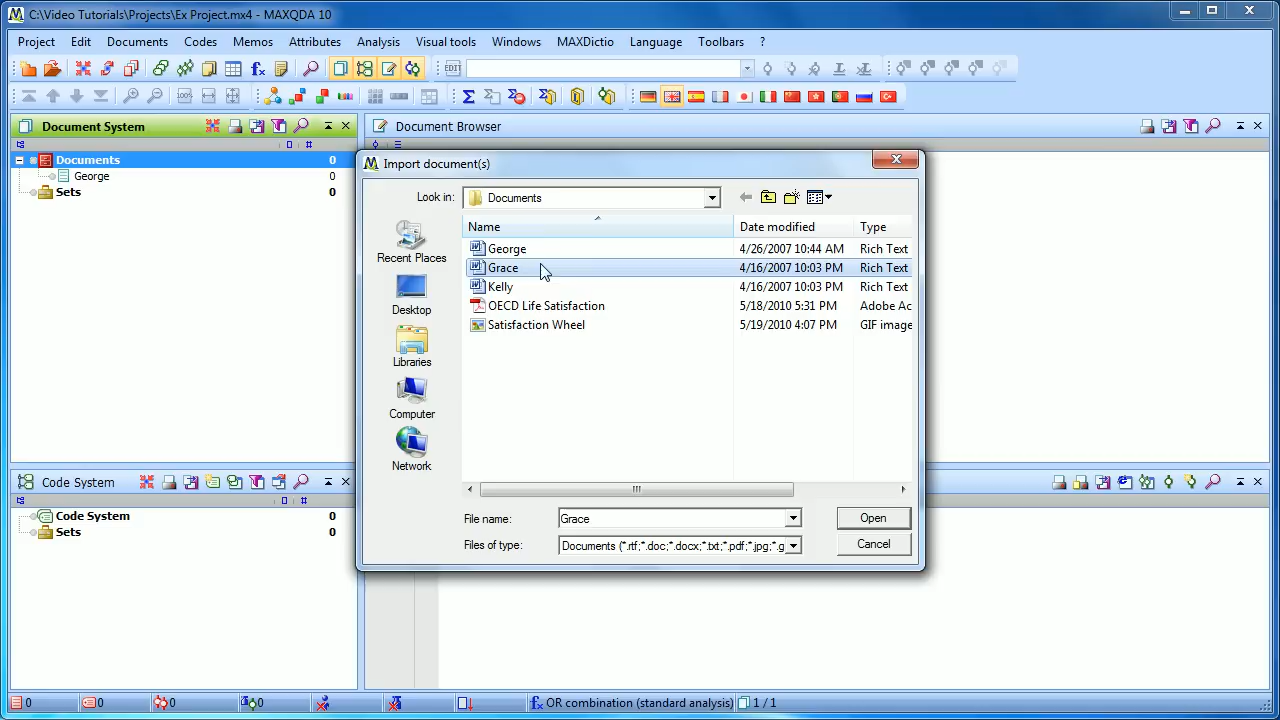 C:\Video Tutorials\Projects\Ex Project.mx4 - MAXQDA 10
Project Edit Documents Codes Memos Attributes Analysis Visual tools Windows MAXDictio Language Toolbars ?
EDIT
100%
Document System
Document Browser
Documents 0
George 0
Sets 0
Import document(s)
Look in: Documents
Name Date modified Type
George 4/26/2007 10:44 AM Rich Text
Grace 4/16/2007 10:03 PM Rich Text
Kelly 4/16/2007 10:03 PM Rich Text
OECD Life Satisfaction 5/18/2010 5:31 PM Adobe Ac
Satisfaction Wheel 5/19/2010 4:07 PM GIF image
Recent Places
Desktop
Libraries
Computer
Network
File name: Grace Open
Files of type: Documents (*.rtf;*.doc;*.docx;*.txt;*.pdf;*.jpg;*.g Cancel
Code System
Code System 0
Sets 0
0 0 0 0 OR combination (standard analysis) 1 / 1